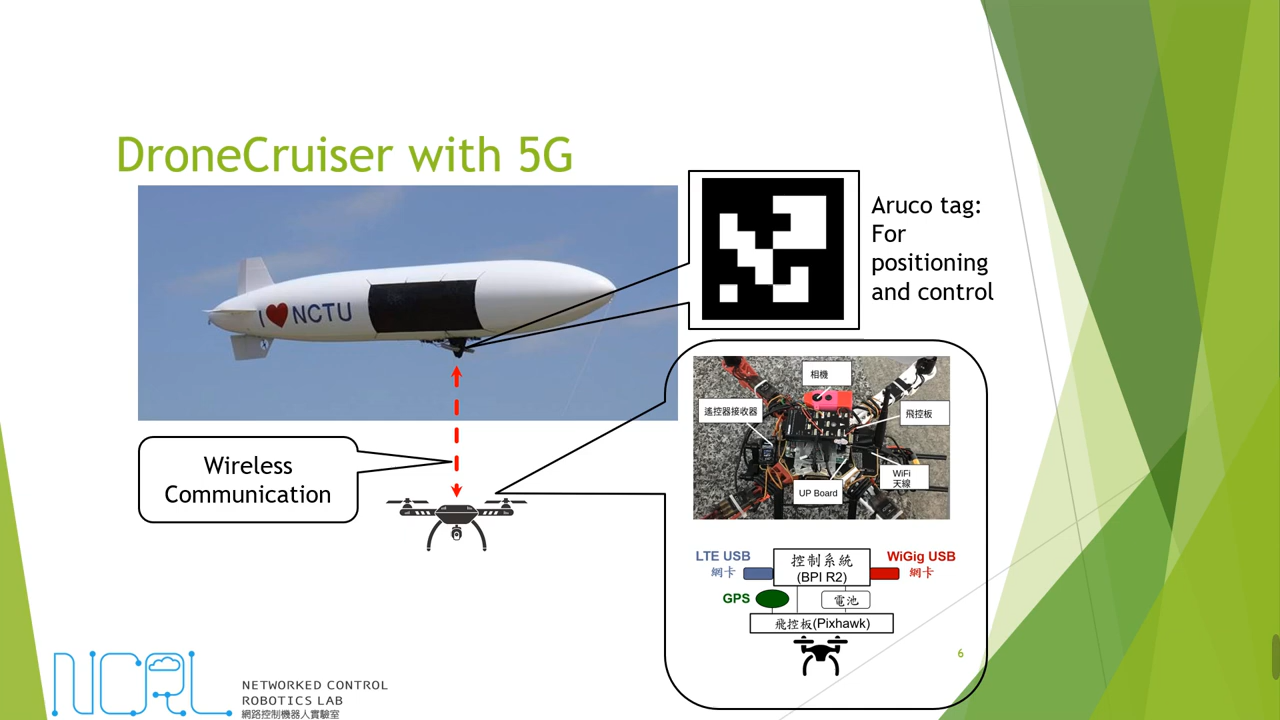 DroneCruiser with 5G
I ❤ NCTU
Aruco tag:
For
positioning
and control
Wireless
Communication
相機
遙控器接收器
飛控板
WiFi
天線
UP Board
LTE USB
網卡
控制系統
(BPI R2)
WiGig USB
網卡
GPS
電池
飛控板(Pixhawk)
6
NCRL
NETWORKED CONTROL
ROBOTICS LAB
網路控制機器人實驗室